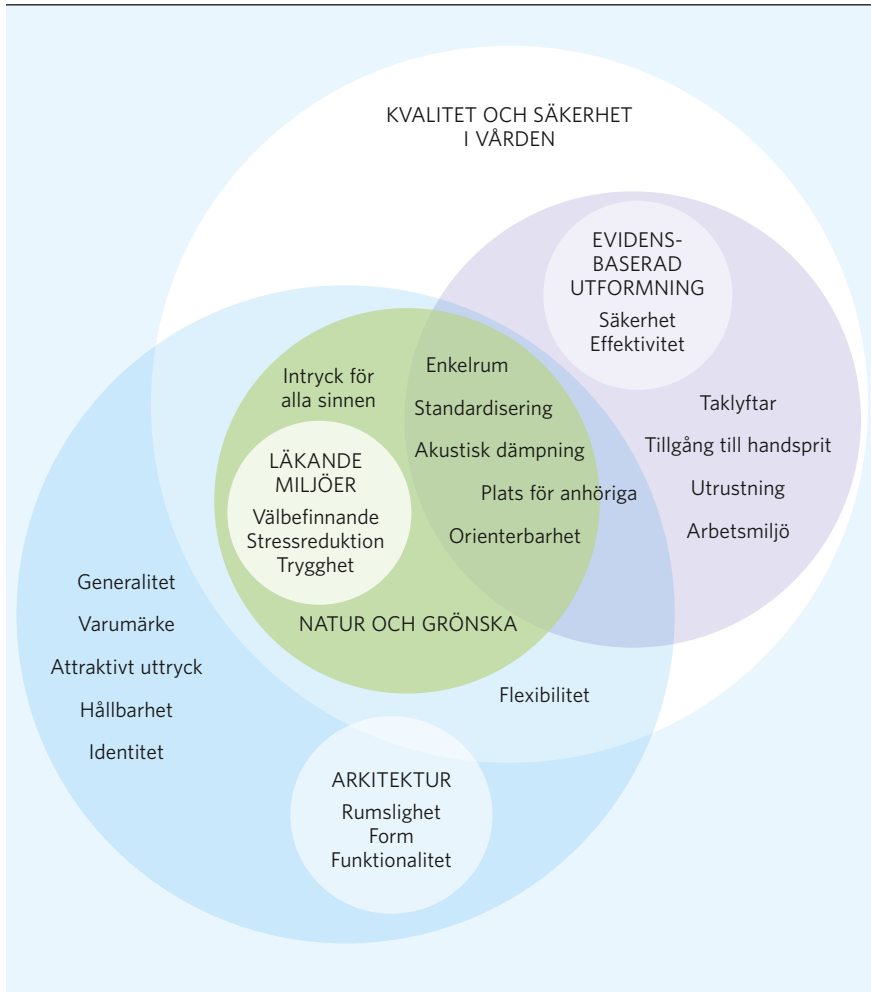 KVALITET OCH SÄKERHET
I VÅRDEN
EVIDENS-
BASERAD
UTFORMNING
Säkerhet
Effektivitet
Intryck för
alla sinnen
Enkelrum
Standardisering
Akustisk dämpning
Plats för anhöriga
Orienterbarhet
Taklyftar
Tillgång till handsprit
Utrustning
Arbetsmiljö
LÄKANDE
MILJÖER
Välbefinnande
Stressreduktion
Trygghet
NATUR OCH GRÖNSKA
Generalitet
Varumärke
Attraktivt uttryck
Hållbarhet
Identitet
Flexibilitet
ARKITEKTUR
Rumslighet
Form
Funktionalitet